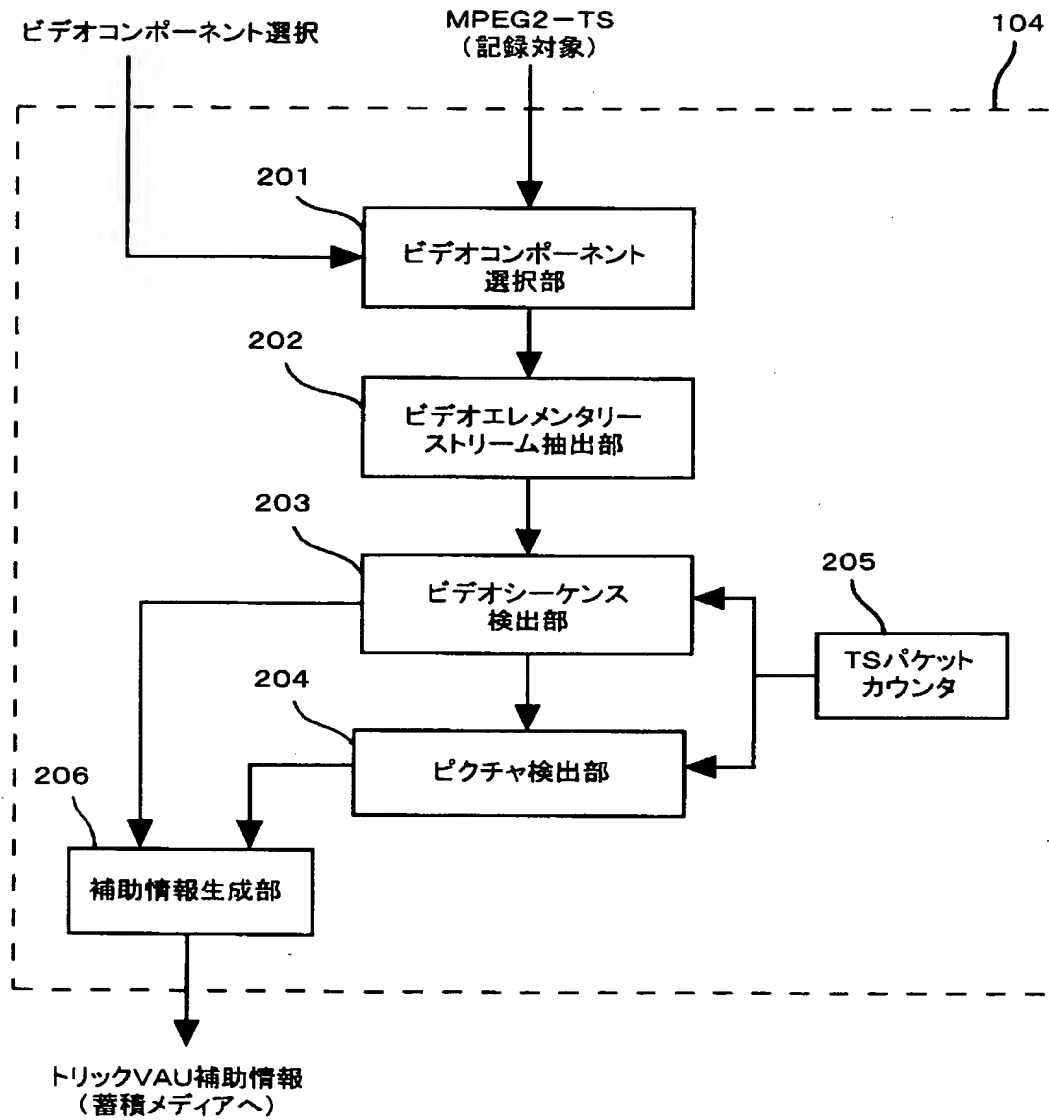 ビデオコンポーネント選択
MPEG2-TS
(記録対象)
104
201
ビデオコンポーネント
選択部
202
ビデオエレメンタリー
ストリーム抽出部
203
ビデオシーケンス
検出部
205
TSパケット
カウンタ
204
ピクチャ検出部
206
補助情報生成部
トリックVAU補助情報
(蓄積メディアへ)